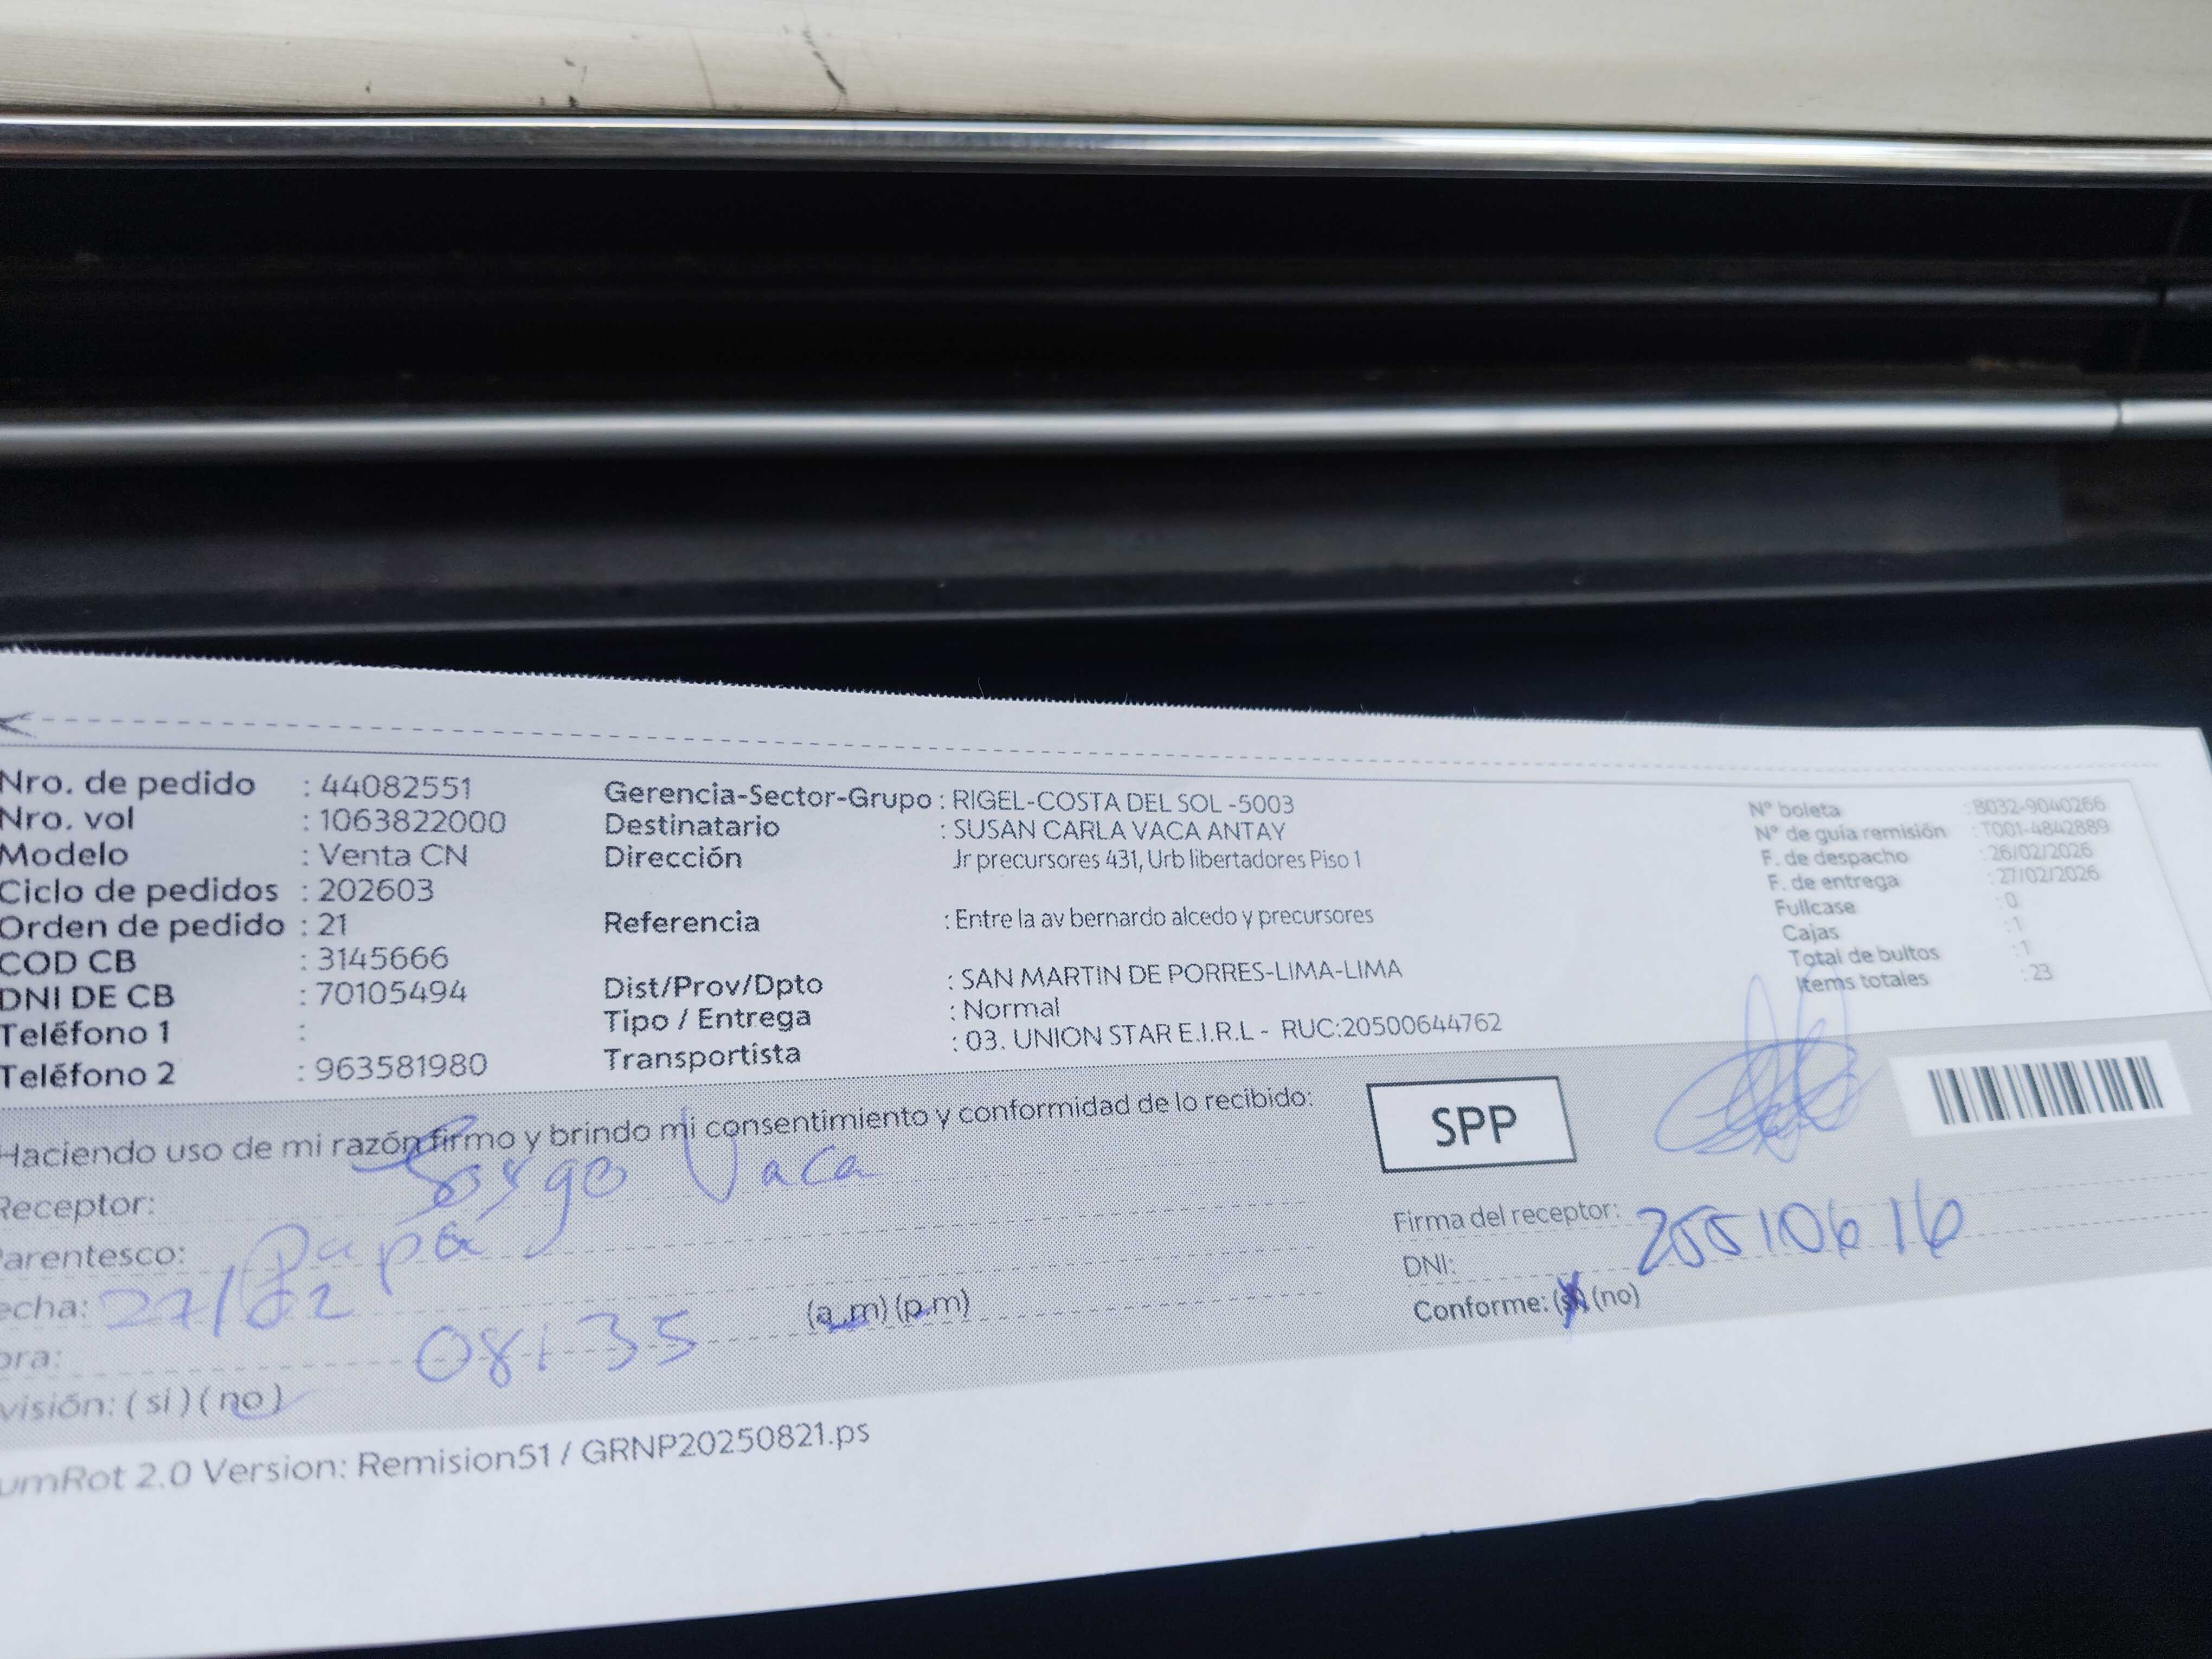 Nro. de pedido : 44082551
Nro. vol : 1063822000
Modelo : Venta CN
Ciclo de pedidos : 202603
Orden de pedido : 21
COD CB : 3145666
DNI DE CB : 70105494
Teléfono 1 :
Teléfono 2 : 963581980
Gerencia-Sector-Grupo : RIGEL-COSTA DEL SOL -5003
Destinatario : SUSAN CARLA VACA ANTAY
Dirección Jr precursores 431, Urb libertadores Piso 1
Referencia : Entre la av bernardo alcedo y precursores
Dist/Prov/Dpto : SAN MARTIN DE PORRES-LIMA-LIMA
Tipo / Entrega : Normal
Transportista : 03. UNION STAR E.I.R.L - RUC:20500644762
N° boleta : B032-9040266
N° de guía remisión : T001-4842889
F. de despacho : 26/02/2026
F. de entrega : 27/02/2026
Fullcase : 0
Cajas : 1
Total de bultos : 1
Items totales : 23
Haciendo uso de mi razón firmo y brindo mi consentimiento y conformidad de lo recibido:
Receptor: Vaca
Parentesco: Papá
echa: 27/02
ora: 08:35 (a.m) (p.m)
visión: (si) (no)
SPP
Firma del receptor:
DNI: 25510616
Conforme: (si) (no)
umRot 2.0 Version: Remision51 / GRNP20250821.ps